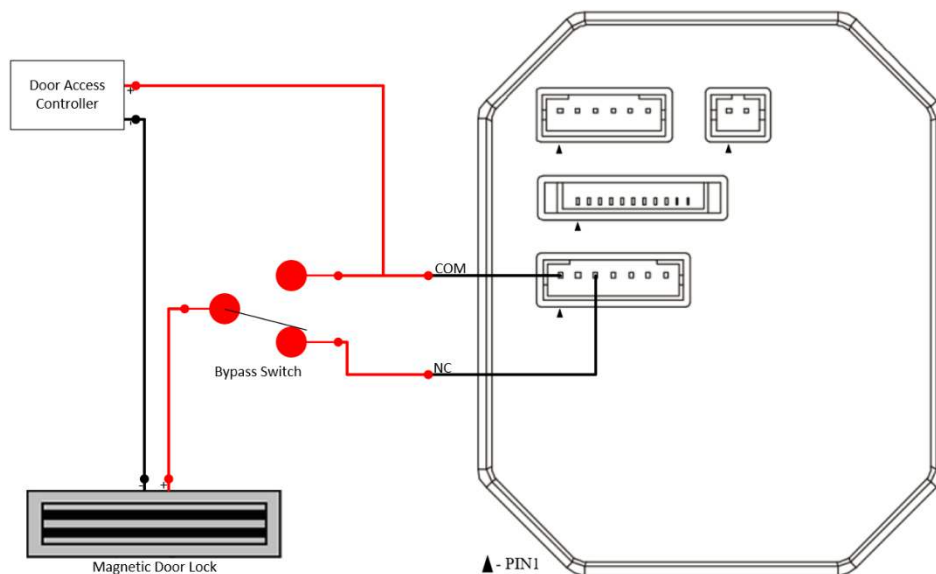 Door Access
Controller
+
-
COM
Bypass Switch
NC
- +
Magnetic Door Lock
▲ - PIN1